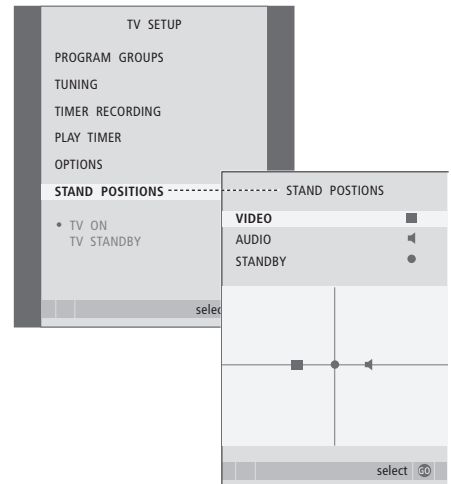 TV SETUP
PROGRAM GROUPS
TUNING
TIMER RECORDING
PLAY TIMER
OPTIONS
STAND POSITIONS
• TV ON
TV STANDBY
selec
STAND POSTIONS
VIDEO
AUDIO
STANDBY
select GO